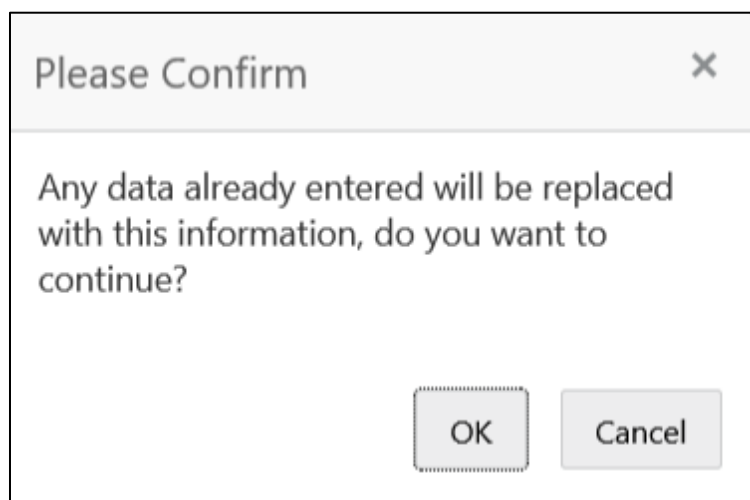 Please Confirm
Any data already entered will be replaced
with this information, do you want to
continue?
OK
Cancel